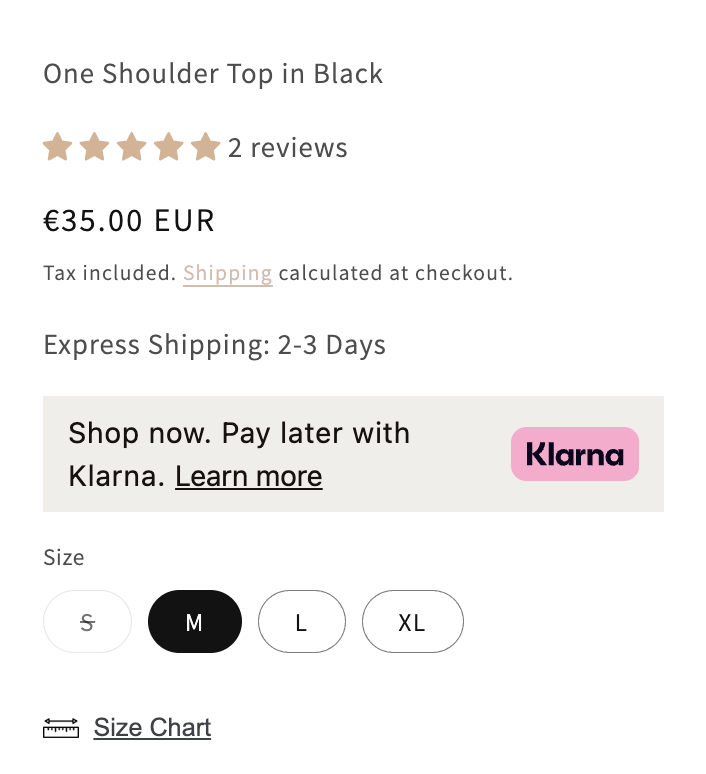 One Shoulder Top in Black
2 reviews
€35.00 EUR
Tax included. Shipping calculated at checkout.
Express Shipping: 2-3 Days
Shop now. Pay later with
Klarna. Learn more
Klarna
Size
S M L XL
Size Chart